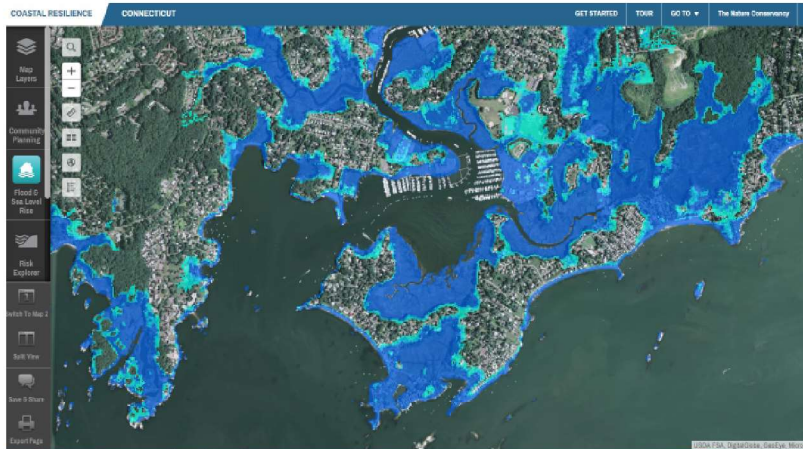 COASTAL RESILIENCE
CONNECTICUT
GET STARTED
TOUR
GO TO
The Nature Conservancy
Map
Layers
Community
Planning
Flood &
Sea Level
Rise
Risk
Explorer
Switch To Map 2
Split View
Save & Share
Export Page
USDA FSA, DigitalGlobe, GeoEye, Micro